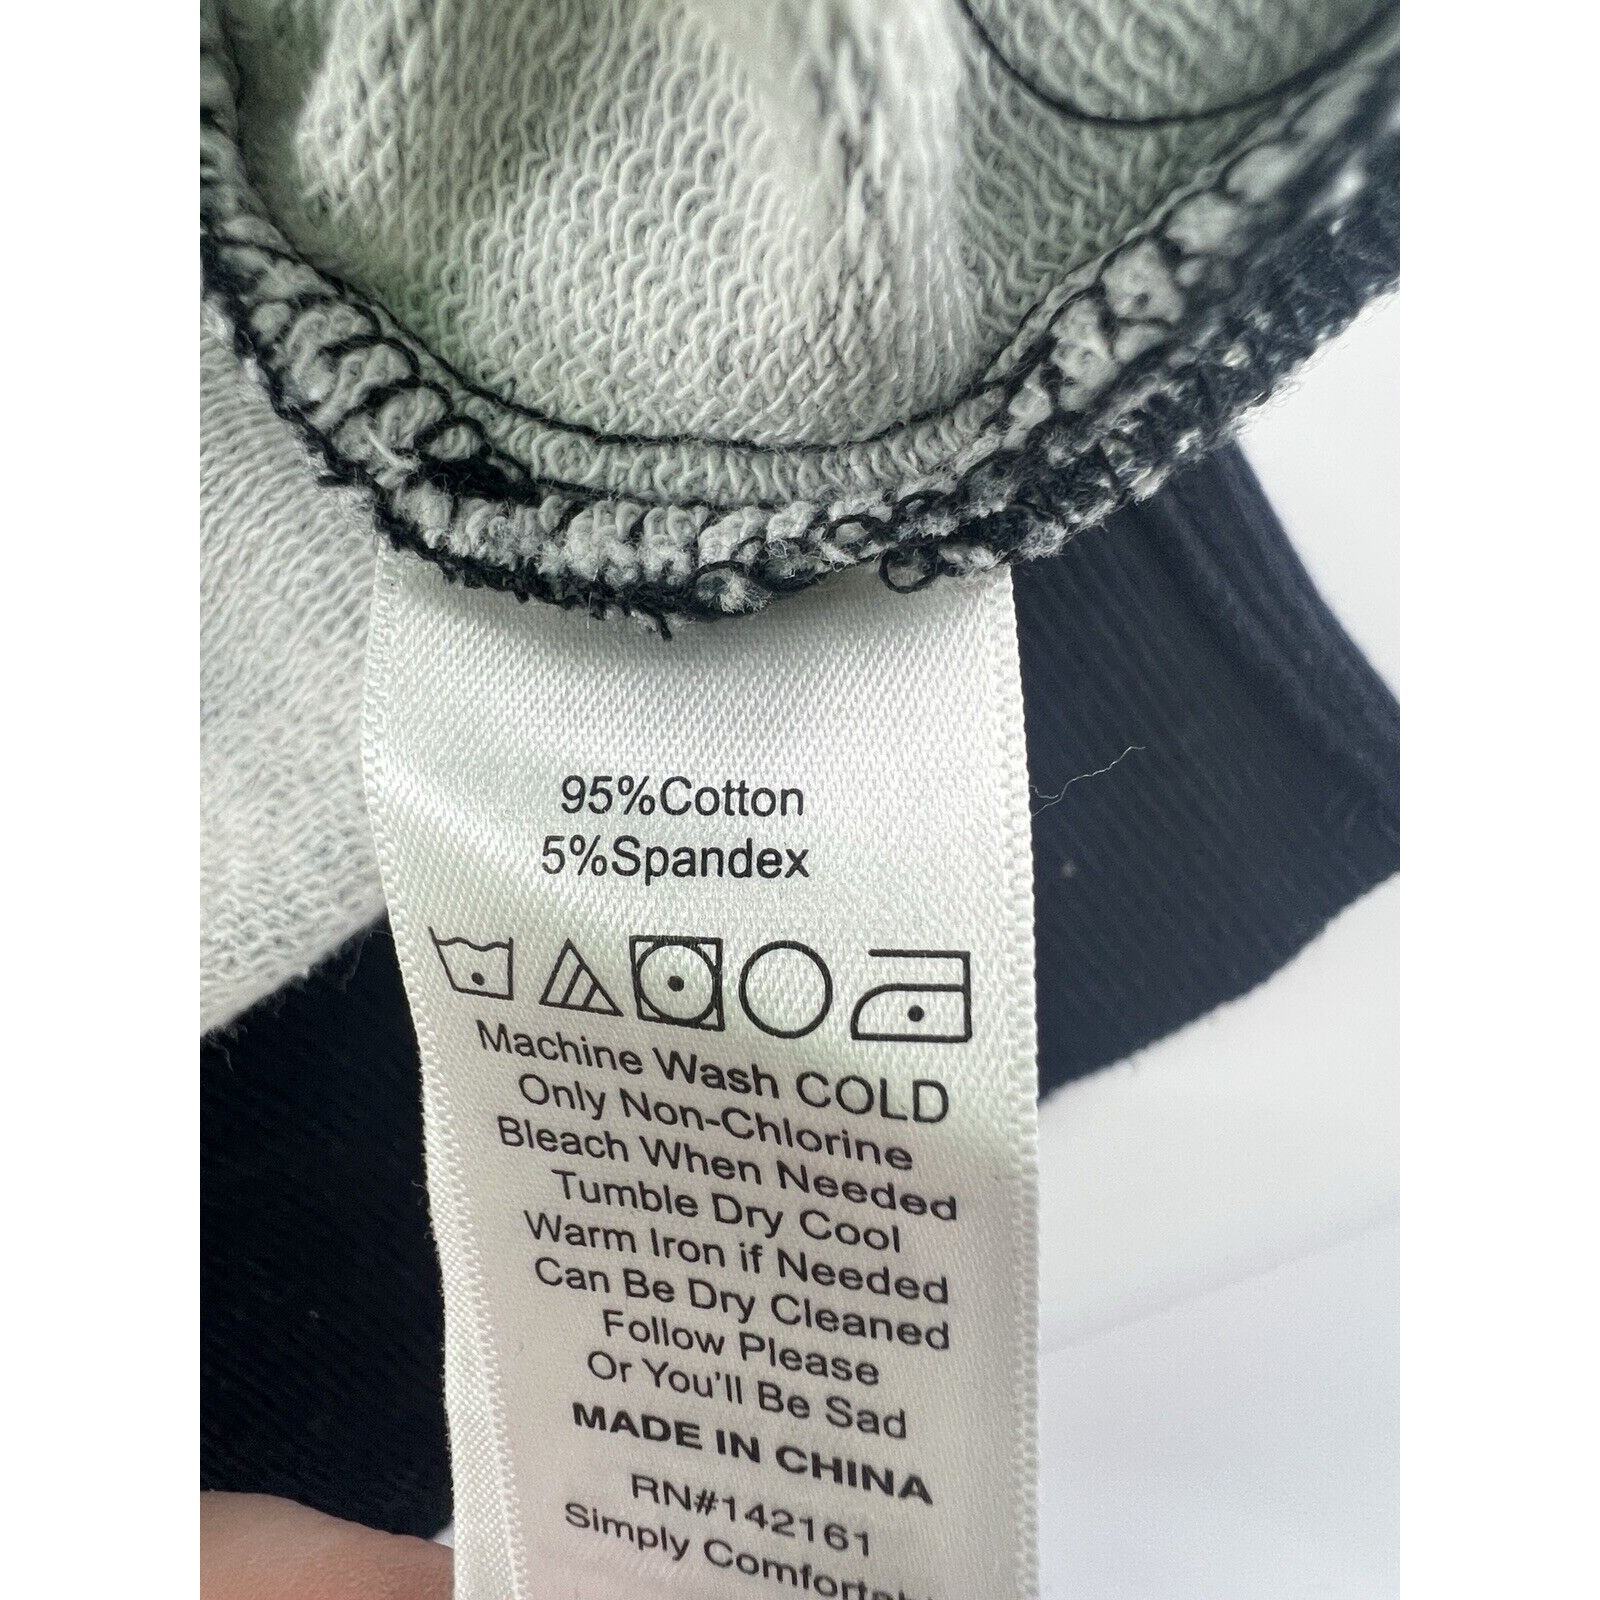 95%Cotton
5%Spandex
Machine Wash COLD
Only Non-Chlorine
Bleach When Needed
Tumble Dry Cool
Warm Iron if Needed
Can Be Dry Cleaned
Follow Please
Or You'll Be Sad
MADE IN CHINA
RN#142161
Simply